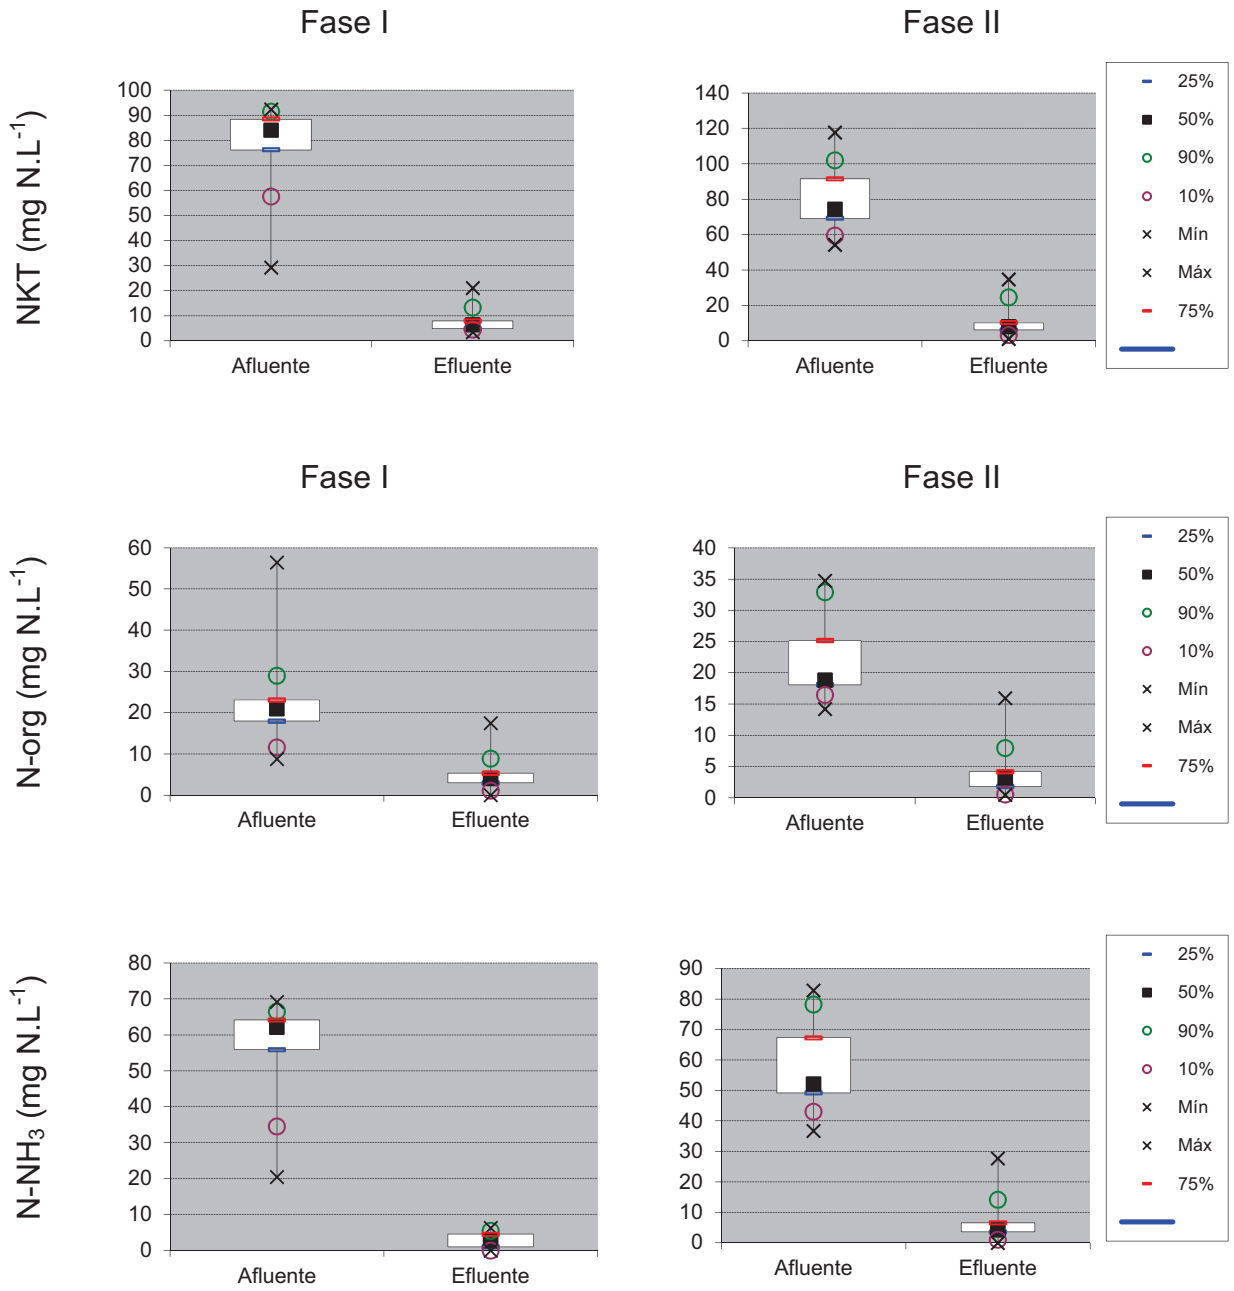 Fase I
Fase II
NKT (mg N.L⁻¹)
100
90
80
70
60
50
40
30
20
10
0
Afluente
Efluente
140
120
100
80
60
40
20
0
Afluente
Efluente
25%
50%
90%
10%
Mín
Máx
75%
Fase I
Fase II
N-org (mg N.L⁻¹)
60
50
40
30
20
10
0
Afluente
Efluente
40
35
30
25
20
15
10
5
0
Afluente
Efluente
25%
50%
90%
10%
Mín
Máx
75%
N-NH₃ (mg N.L⁻¹)
80
70
60
50
40
30
20
10
0
Afluente
Efluente
90
80
70
60
50
40
30
20
10
0
Afluente
Efluente
25%
50%
90%
10%
Mín
Máx
75%